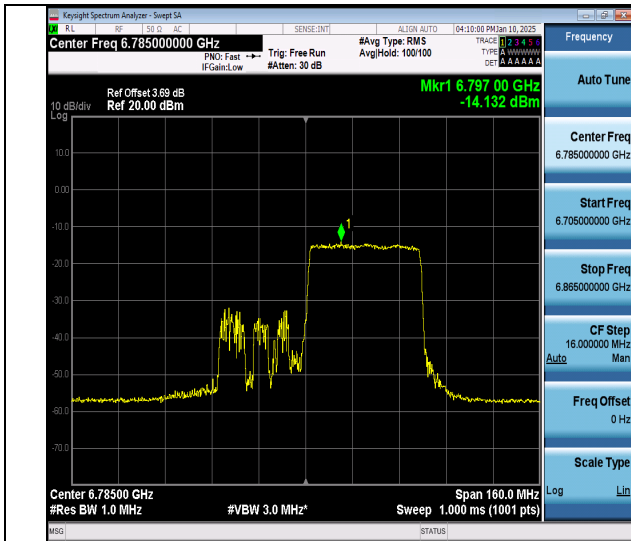 Keysight Spectrum Analyzer - Swept SA
RL RF 50 Ω AC SENSE:INT ALIGN AUTO 04:10:00 PM Jan 10, 2025
Center Freq 6.785000000 GHz
PNO: Fast
IFGain:Low
Trig: Free Run
#Atten: 30 dB
#Avg Type: RMS
Avg|Hold: 100/100
TRACE 1 2 3 4 5 6
TYPE A WWWWW
DET A A A A A A
Ref Offset 3.69 dB
Ref 20.00 dBm
10 dB/div
Log
Mkr1 6.797 00 GHz
-14.132 dBm
10.0
0.00
-10.0
-20.0
-30.0
-40.0
-50.0
-60.0
-70.0
1
Center 6.78500 GHz
#Res BW 1.0 MHz
#VBW 3.0 MHz*
Span 160.0 MHz
Sweep 1.000 ms (1001 pts)
MSG STATUS
Frequency
Auto Tune
Center Freq
6.785000000 GHz
Start Freq
6.705000000 GHz
Stop Freq
6.865000000 GHz
CF Step
16.000000 MHz
Auto Man
Freq Offset
0 Hz
Scale Type
Log Lin